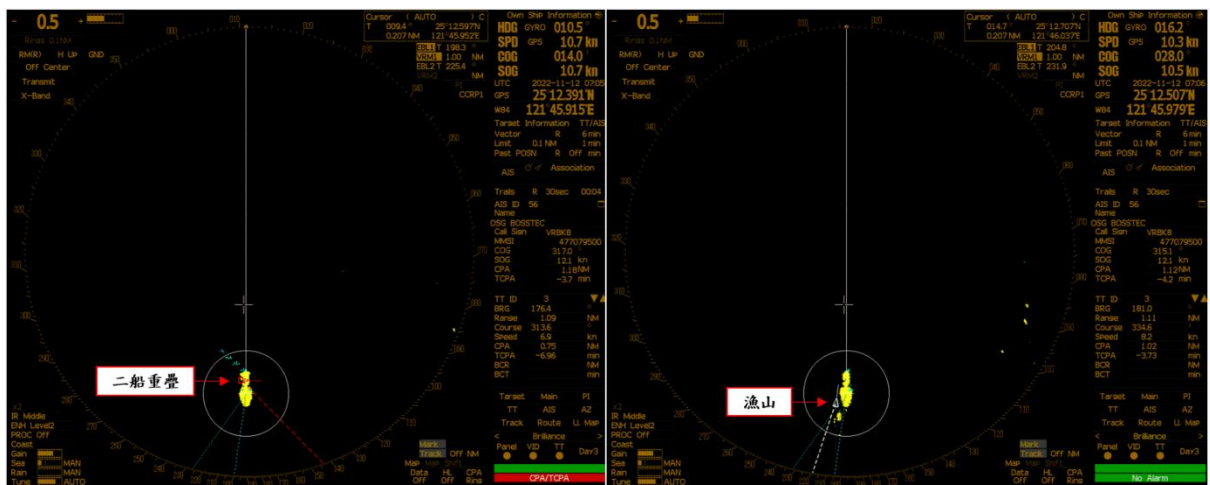 - 0.5 +
Rings 0.1NM
RM(R) H UP GND
Off Center
Transmit
X-Band
Cursor ( AUTO ) C
T 009.4° 25°12.597N
0.207 NM 121°45.952E
EBL1 T 198.3 °
VRM1 1.00 NM
EBL2 T 225.4 °
VRM2 NM
PI
CCRP1
Own Ship Information
HDG GYRO 010.5°
SPD GPS 10.7 kn
COG 014.0°
SOG 10.7 kn
UTC 2022-11-12 07:05
GPS 25°12.391'N
W84 121°45.915'E
Target Information TT/AIS
Vector R 6 min
Limit 0.1 NM 1 min
Past POSN R Off min
AIS Association
Trails R 30sec 00:04
AIS ID 56
Name
OSG BOSSTEC
Call Sign VRBK8
MMSI 477079500
COG 317.0 °
SOG 12.1 kn
CPA 1.18NM
TCPA -3.7 min
TT ID 3
BRG 176.4 °
Range 1.09 NM
Course 313.6 °
Speed 6.9 kn
CPA 0.75 NM
TCPA -6.96 min
BCR NM
BCT min
Target Main PI
TT AIS AZ
Track Route U. Map
< Brilliance >
Panel VID TT
Day3
CPA/TCPA
二船重疊
IR Middle
ENH Level2
PROC Off
Coast
Gain
Sea MAN
Rain MAN
Tune AUTO
Mark
Track Off NM
Map Map Shift
Data HL CPA
Off Off Ring
- 0.5 +
Rings 0.1NM
RM(R) H UP GND
Off Center
Transmit
X-Band
Cursor ( AUTO ) C
T 014.7° 25°12.707N
0.207 NM 121°46.037E
EBL1 T 204.8 °
VRM1 1.00 NM
EBL2 T 231.9 °
VRM2 NM
PI
CCRP1
Own Ship Information
HDG GYRO 016.2°
SPD GPS 10.3 kn
COG 028.0°
SOG 10.5 kn
UTC 2022-11-12 07:06
GPS 25°12.507'N
W84 121°45.979'E
Target Information TT/AIS
Vector R 6 min
Limit 0.1 NM 1 min
Past POSN R Off min
AIS Association
Trails R 30sec
AIS ID 56
Name
OSG BOSSTEC
Call Sign VRBK8
MMSI 477079500
COG 315.1 °
SOG 12.1 kn
CPA 1.12NM
TCPA -4.2 min
TT ID 3
BRG 181.0 °
Range 1.11 NM
Course 334.6 °
Speed 8.2 kn
CPA 1.02 NM
TCPA -3.73 min
BCR NM
BCT min
Target Main PI
TT AIS AZ
Track Route U. Map
< Brilliance >
Panel VID TT
Day3
No Alarm
漁山
IR Middle
ENH Level2
PROC Off
Coast
Gain
Sea MAN
Rain MAN
Tune AUTO
Mark
Track Off NM
Map Map Shift
Data HL CPA
Off Off Ring